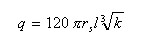 q = 120 πr_s l∛k